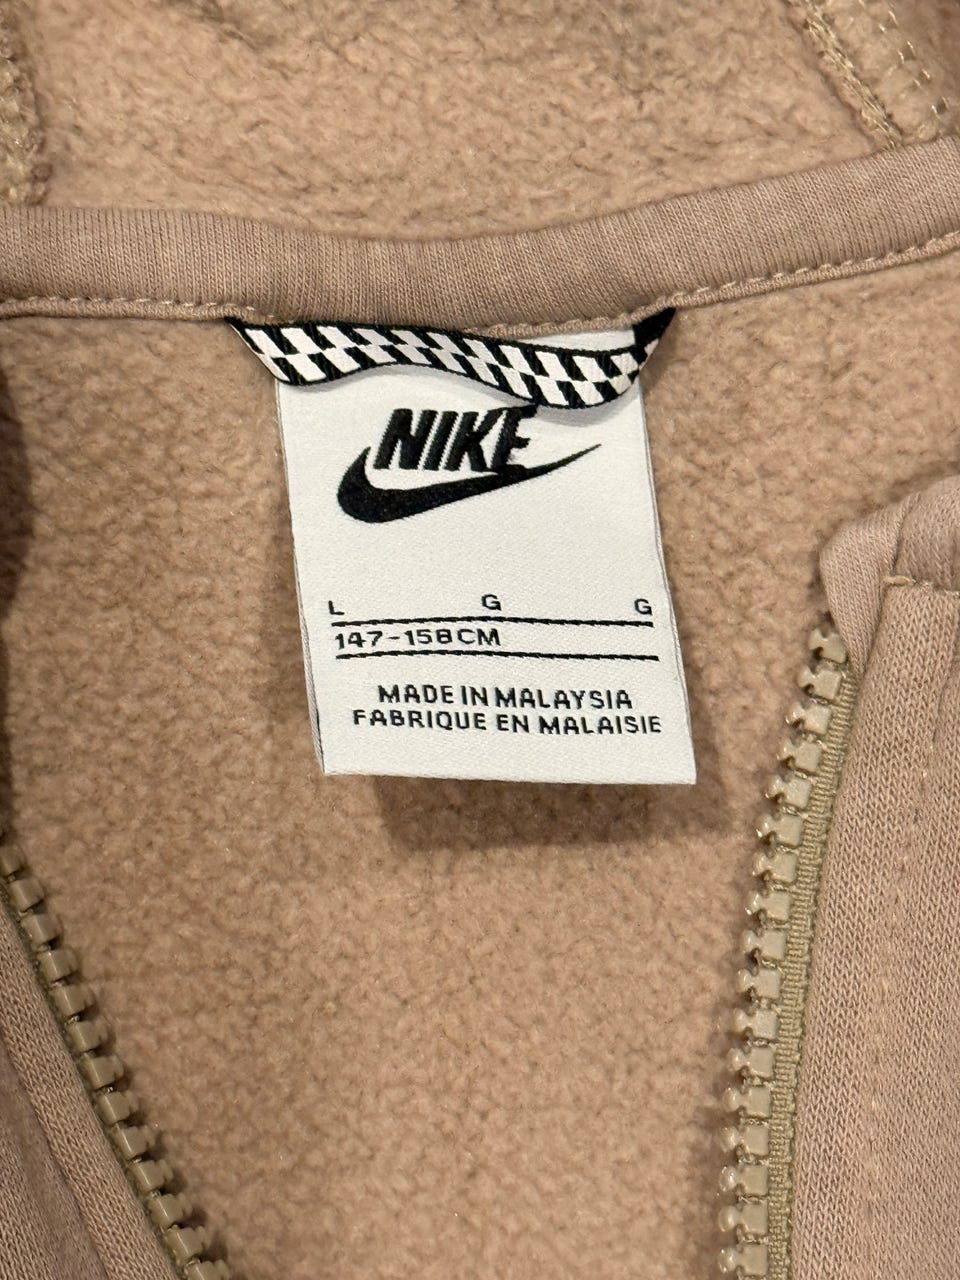 NIKE
L G G
147-158CM
MADE IN MALAYSIA
FABRIQUE EN MALAISIE